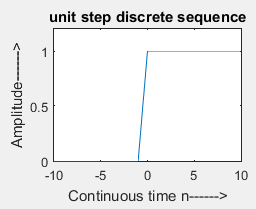 unit step discrete sequence
Amplitude------>
1
0.5
0
-10
-5
0
5
10
Continuous time n------>